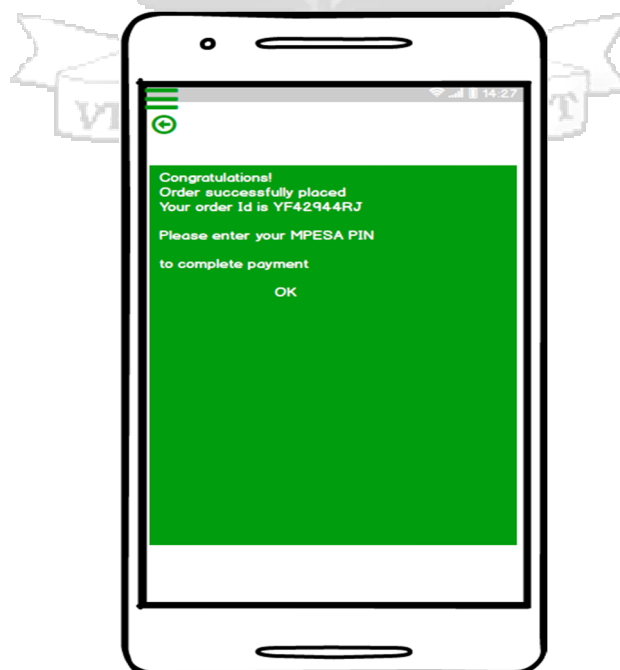 14:27
Congratulations!
Order successfully placed
Your order Id is YF42944RJ
Please enter your MPESA PIN
to complete payment
OK
VT
T